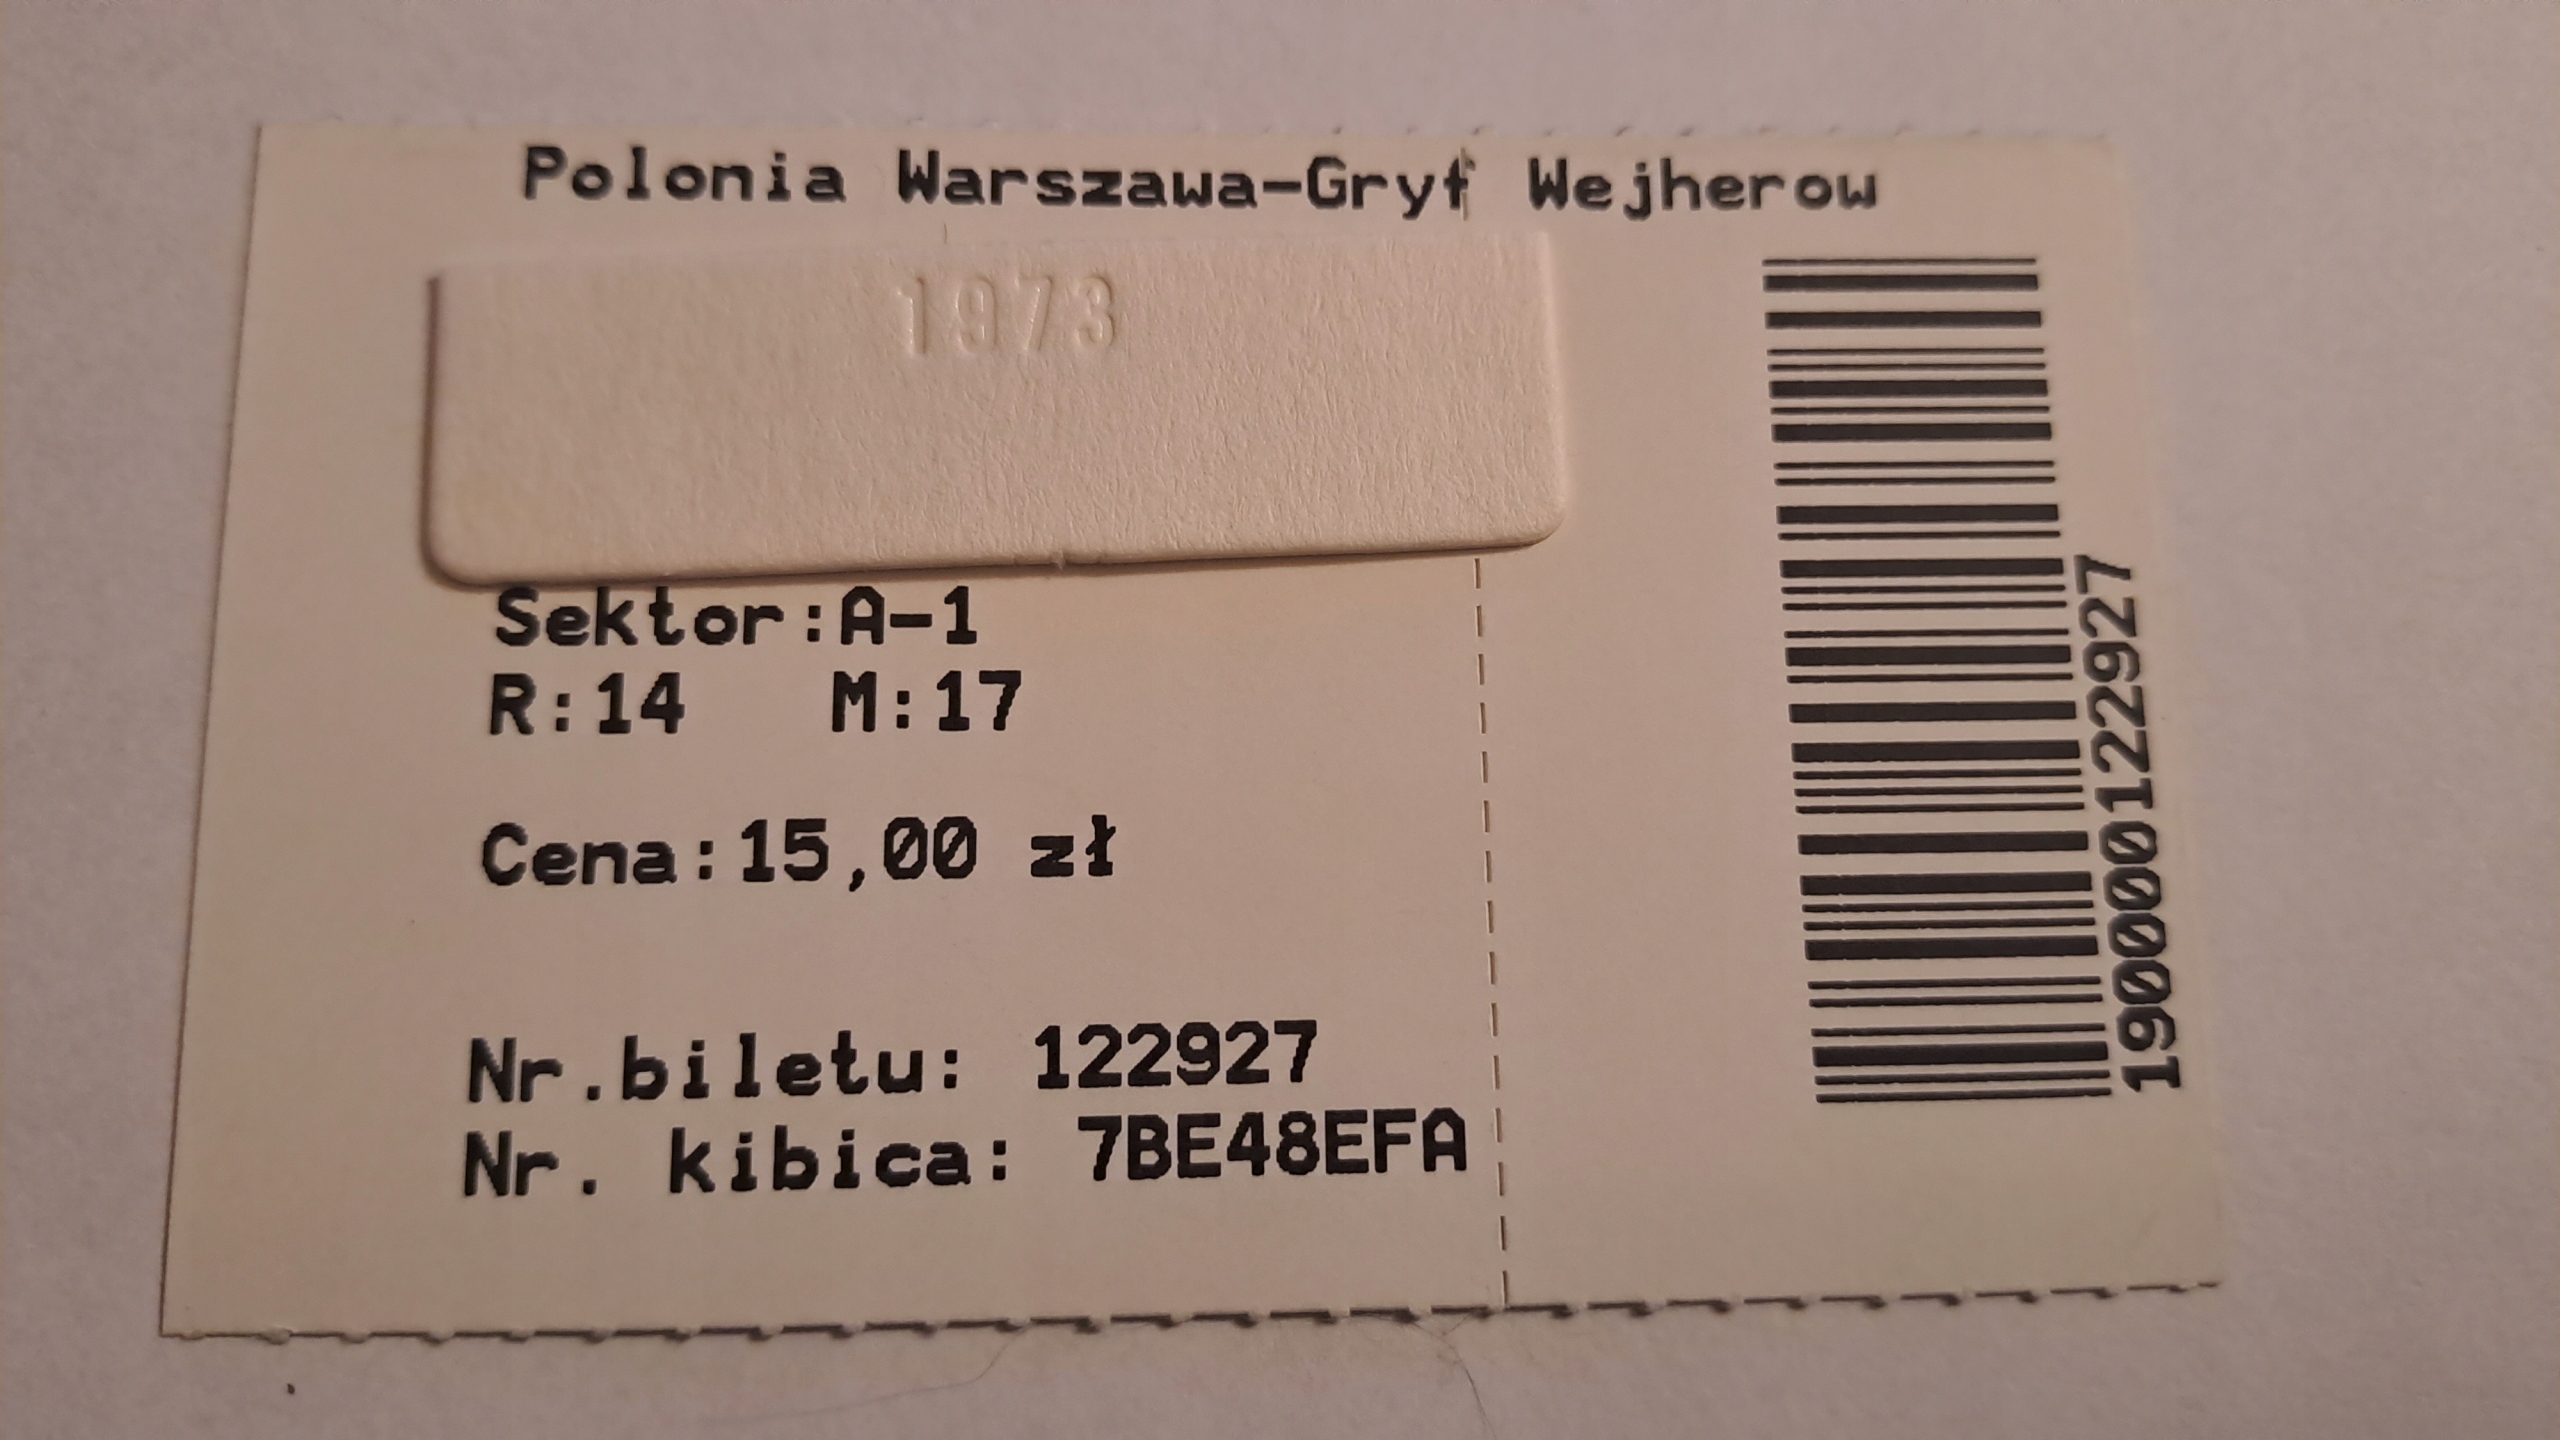 Polonia Warszawa-Gryf Wejherow
1973
Sektor:A-1
R:14 M:17
Cena:15,00 zł
Nr.biletu: 122927
Nr. kibica: 7BE48EFA
190000122927